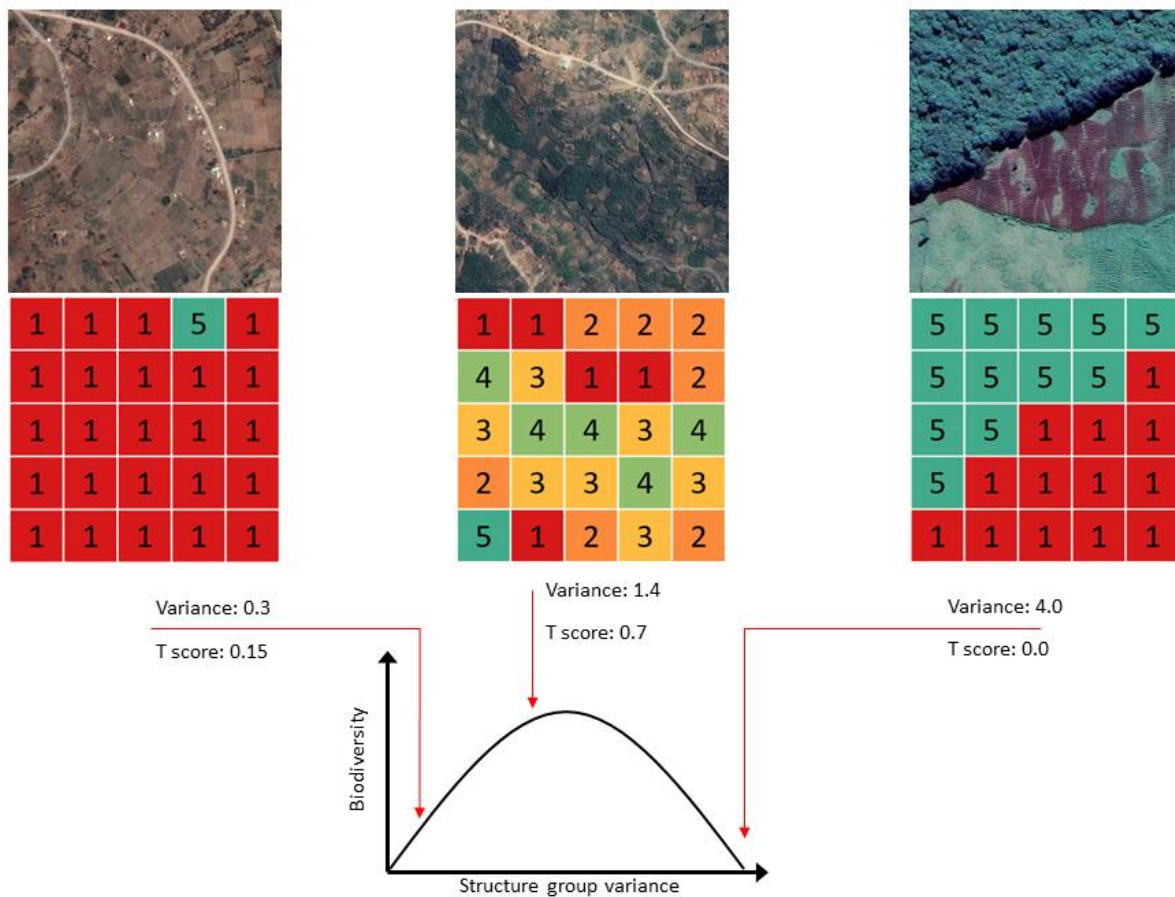 1 1 1 5 1
1 1 1 1 1
1 1 1 1 1
1 1 1 1 1
1 1 1 1 1
1 1 2 2 2
4 3 1 1 2
3 4 4 3 4
2 3 3 4 3
5 1 2 3 2
5 5 5 5 5
5 5 5 5 1
5 5 1 1 1
5 1 1 1 1
1 1 1 1 1
Variance: 0.3
T score: 0.15
Variance: 1.4
T score: 0.7
Variance: 4.0
T score: 0.0
Biodiversity
Structure group variance